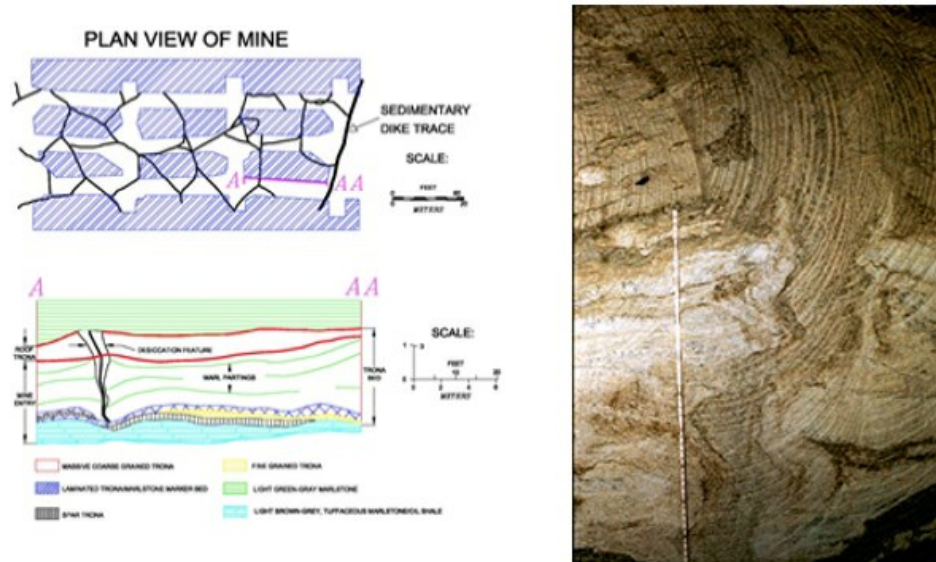 PLAN VIEW OF MINE
SEDIMENTARY
DIKE TRACE
SCALE:
FEET
METERS
A
A A
A
A A
SCALE:
FEET
METERS
ROOF
TRONA
MINE
ENTRY
DESICCATION FEATURE
MARL PARTINGS
TRONA
BED
MASSIVE COARSE GRAINED TRONA
FINE GRAINED TRONA
LAMINATED TRONA/MARLSTONE MARKER BED
LIGHT GREEN-GRAY MARLSTONE
SPAR TRONA
LIGHT BROWN-GREY, TUFFACEOUS MARLSTONE/OIL SHALE